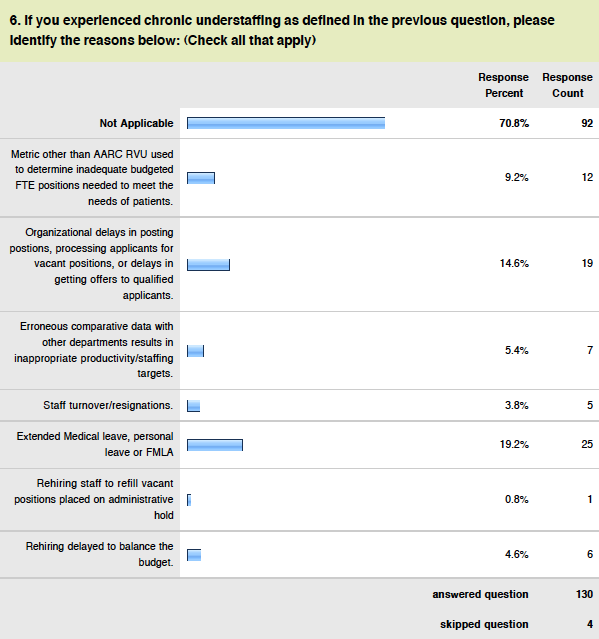 6. If you experienced chronic understaffing as defined in the previous question, please
identify the reasons below: (Check all that apply)
Response Percent
Response Count
Not Applicable
70.8%
92
Metric other than AARC RVU used
to determine inadequate budgeted
FTE positions needed to meet the
needs of patients.
9.2%
12
Organizational delays in posting
postions, processing applicants for
vacant positions, or delays in
getting offers to qualified
applicants.
14.6%
19
Erroneous comparative data with
other departments results in
inappropriate productivity/staffing
targets.
5.4%
7
Staff turnover/resignations.
3.8%
5
Extended Medical leave, personal
leave or FMLA
19.2%
25
Rehiring staff to refill vacant
positions placed on administrative
hold
0.8%
1
Rehiring delayed to balance the
budget.
4.6%
6
answered question
130
skipped question
4